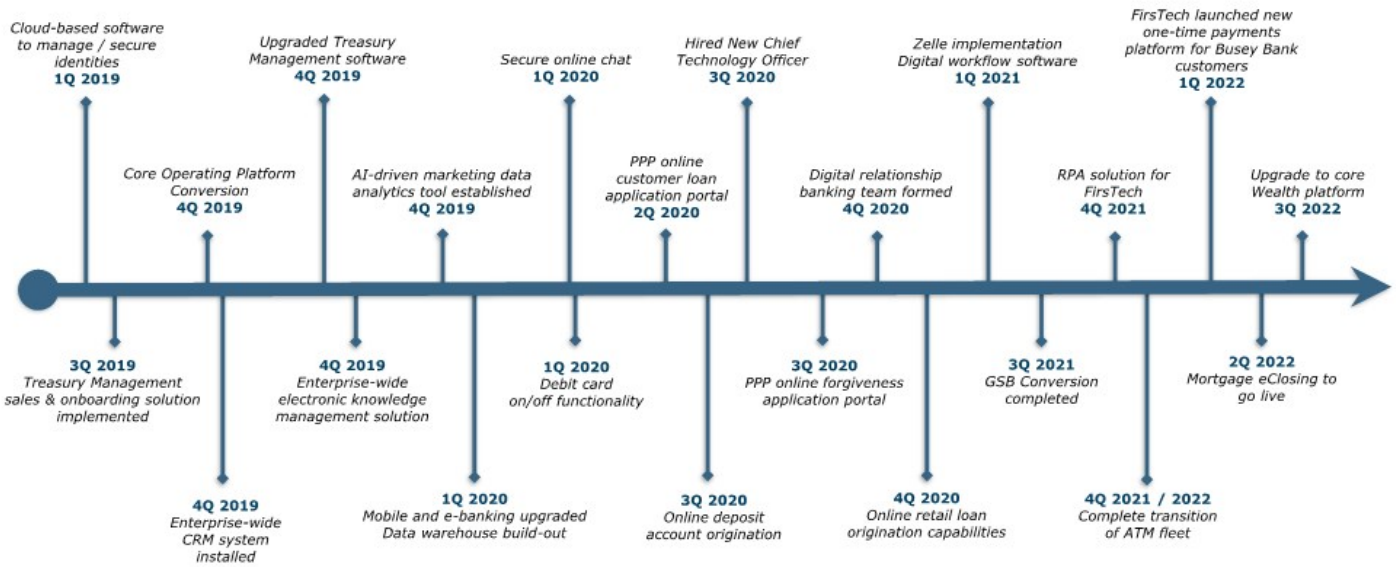 Cloud-based software
to manage / secure
identities
1Q 2019
3Q 2019
Treasury Management
sales & onboarding solution
implemented
Core Operating Platform
Conversion
4Q 2019
4Q 2019
Enterprise-wide
CRM system
installed
Upgraded Treasury
Management software
4Q 2019
4Q 2019
Enterprise-wide
electronic knowledge
management solution
AI-driven marketing data
analytics tool established
4Q 2019
1Q 2020
Mobile and e-banking upgraded
Data warehouse build-out
Secure online chat
1Q 2020
1Q 2020
Debit card
on/off functionality
PPP online
customer loan
application portal
2Q 2020
3Q 2020
Online deposit
account origination
Hired New Chief
Technology Officer
3Q 2020
3Q 2020
PPP online forgiveness
application portal
Digital relationship
banking team formed
4Q 2020
4Q 2020
Online retail loan
origination capabilities
Zelle implementation
Digital workflow software
1Q 2021
3Q 2021
GSB Conversion
completed
RPA solution for
FirsTech
4Q 2021
4Q 2021 / 2022
Complete transition
of ATM fleet
FirsTech launched new
one-time payments
platform for Busey Bank
customers
1Q 2022
2Q 2022
Mortgage eClosing to
go live
Upgrade to core
Wealth platform
3Q 2022